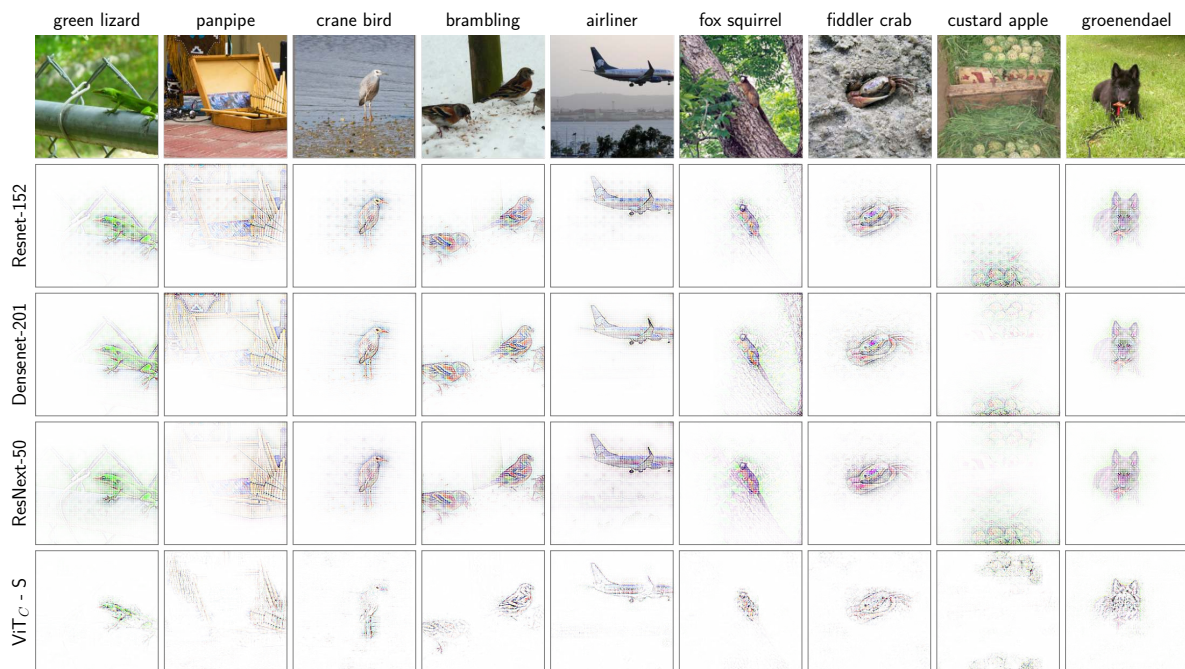 green lizard
panpipe
crane bird
brambling
airliner
fox squirrel
fiddler crab
custard apple
groenendael
Resnet-152
Densenet-201
ResNext-50
ViT_C - S